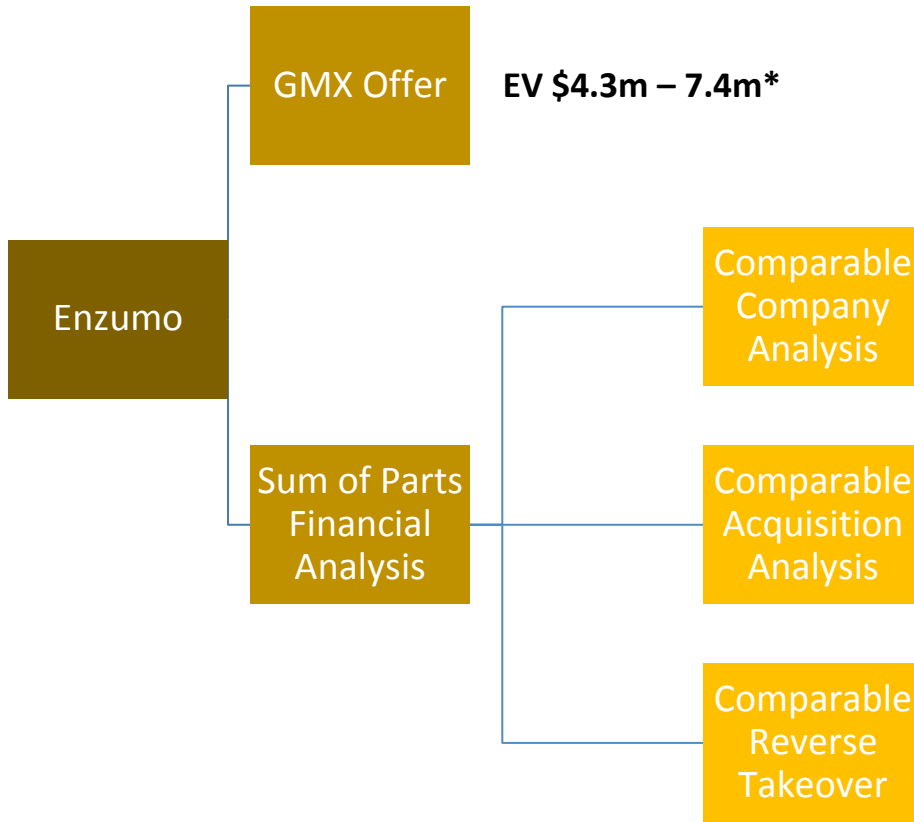 GMX Offer
EV $4.3m – 7.4m*
Enzumo
Comparable
Company
Analysis
Sum of Parts
Financial
Analysis
Comparable
Acquisition
Analysis
Comparable
Reverse
Takeover